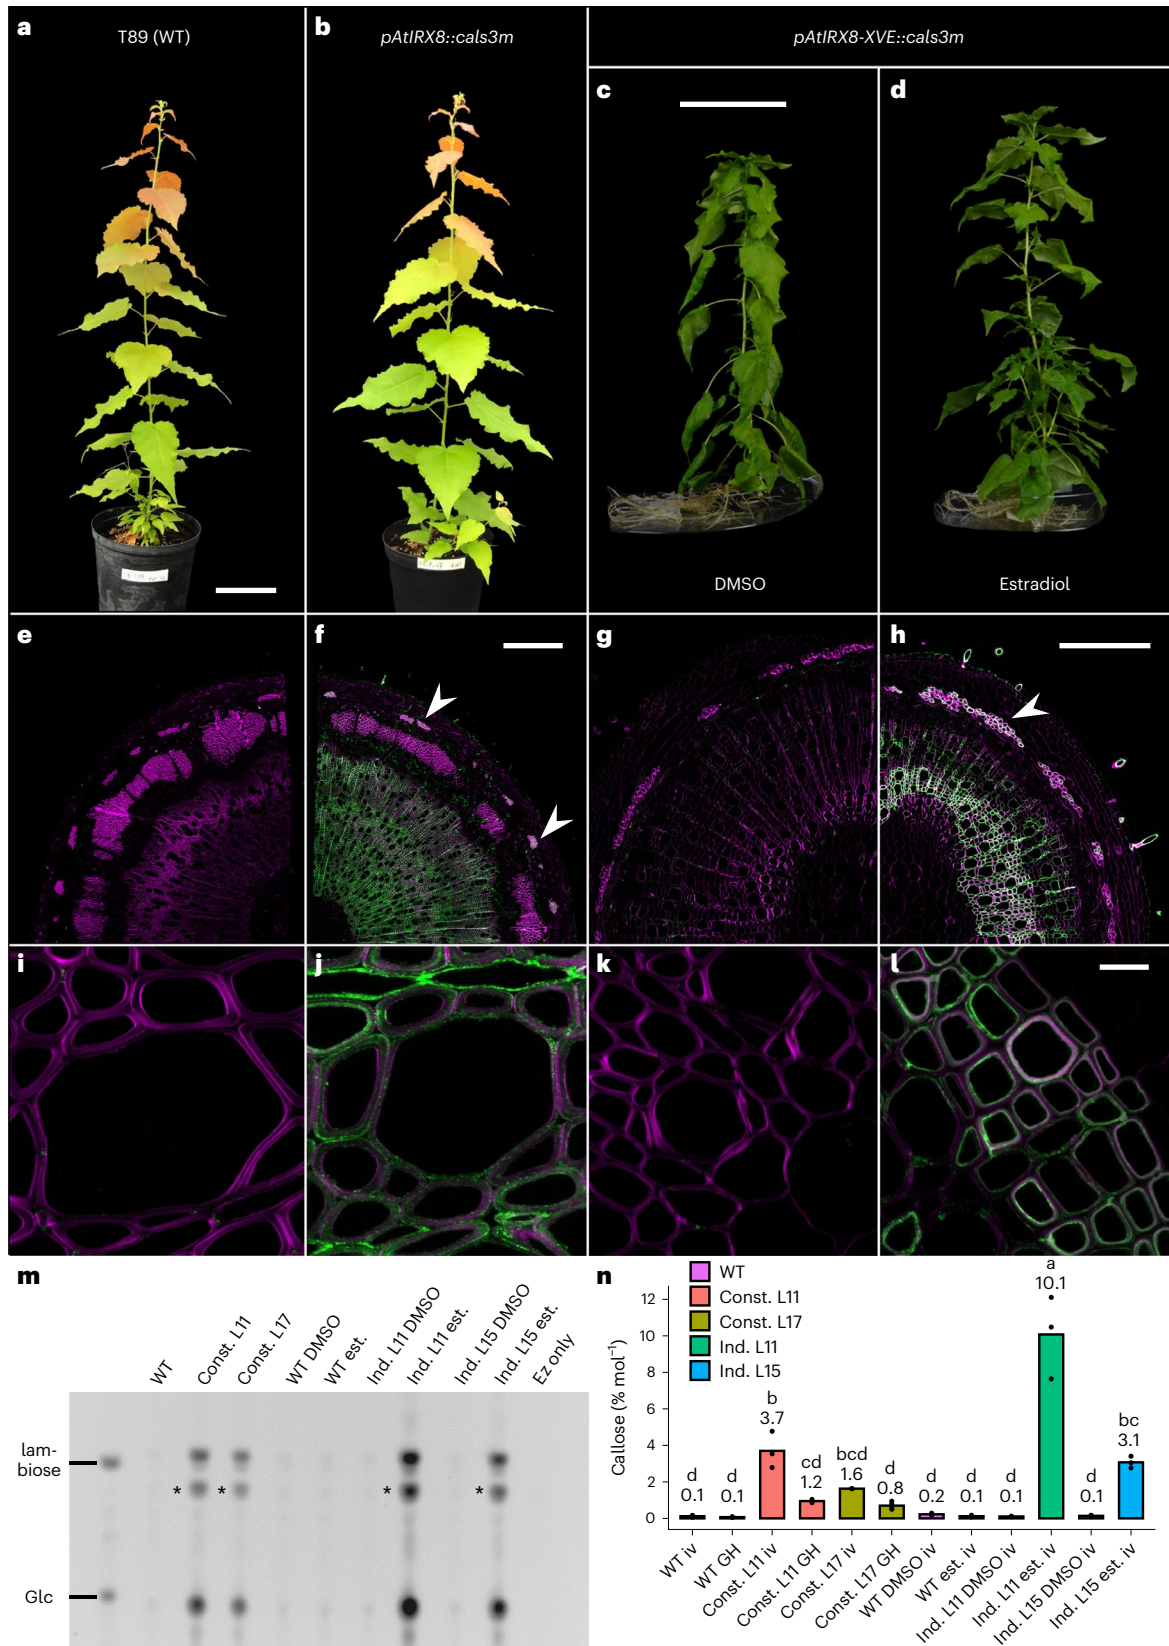 a
T89 (WT)
b
pAtIRX8::cals3m
pAtIRX8-XVE::cals3m
c
d
DMSO
Estradiol
e
f
g
h
i
j
k
l
m
WT
Const. L11
Const. L17
WT DMSO
WT est.
Ind. L11 DMSO
Ind. L11 est.
Ind. L15 DMSO
Ind. L15 est.
Ez only
lam-
biose
*
*
*
*
Glc
n
WT
Const. L11
Const. L17
Ind. L11
Ind. L15
Callose (% mol⁻¹)
12
10
8
6
4
2
0
d
0.1
d
0.1
b
3.7
cd
1.2
bcd
1.6
d
0.8
d
0.2
d
0.1
d
0.1
a
10.1
d
0.1
bc
3.1
WT iv
WT GH
Const. L11 iv
Const. L11 GH
Const. L17 iv
Const. L17 GH
WT DMSO iv
WT est. iv
Ind. L11 DMSO iv
Ind. L11 est. iv
Ind. L15 DMSO iv
Ind. L15 est. iv